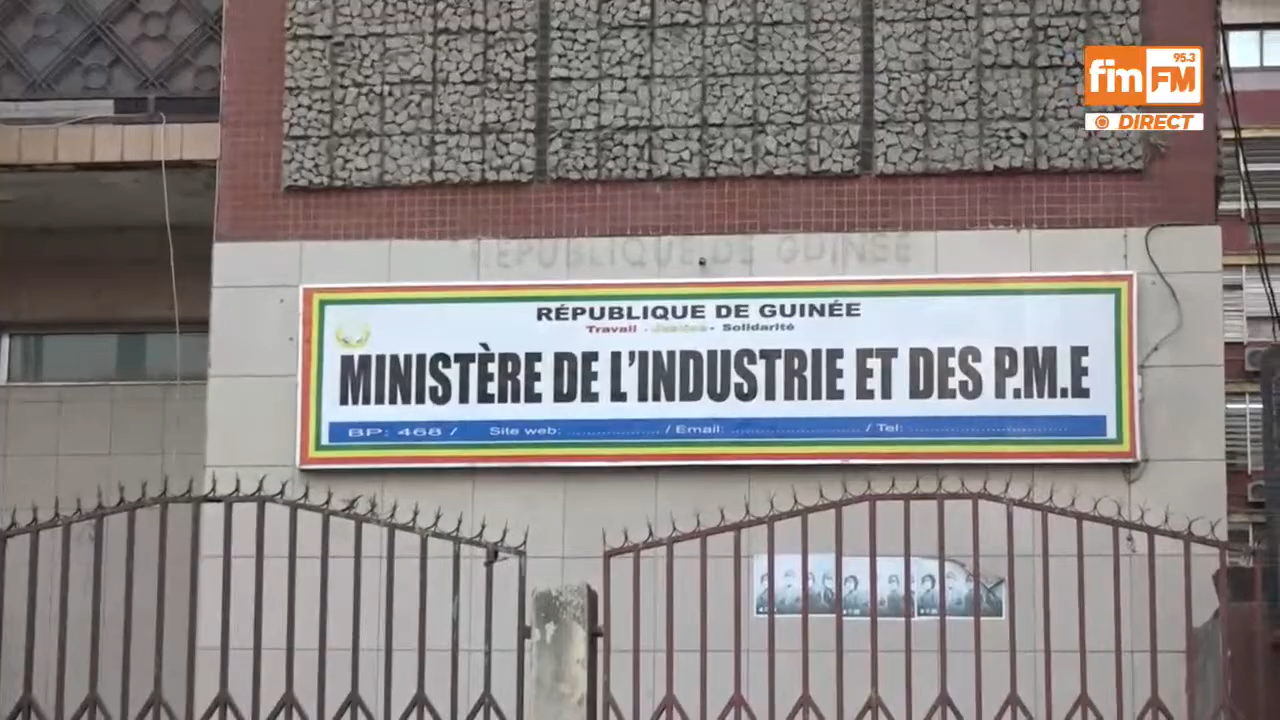 fim FM 95.3
DIRECT
RÉPUBLIQUE DE GUINÉE
RÉPUBLIQUE DE GUINÉE
Travail - Justice - Solidarité
MINISTÈRE DE L'INDUSTRIE ET DES P.M.E
BP: 468 / Site web: ..................... / Email: ..................... / Tel: .....................